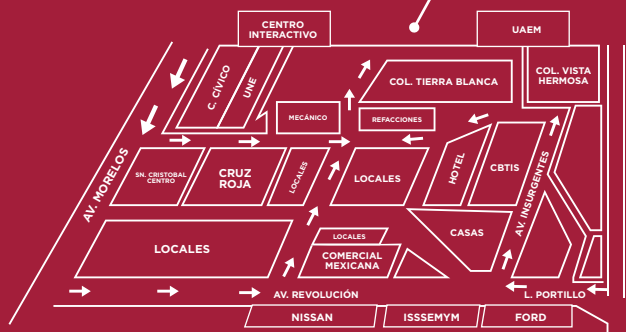 CENTRO
INTERACTIVO
UAEM
C. CÍVICO
UNE
COL. TIERRA BLANCA
COL. VISTA
HERMOSA
MECÁNICO
REFACCIONES
AV. MORELOS
SN. CRISTOBAL
CENTRO
CRUZ
ROJA
LOCALES
LOCALES
HOTEL
CBTIS
AV. INSURGENTES
LOCALES
LOCALES
COMERCIAL
MEXICANA
CASAS
AV. REVOLUCIÓN
L. PORTILLO
NISSAN
ISSSEMYM
FORD